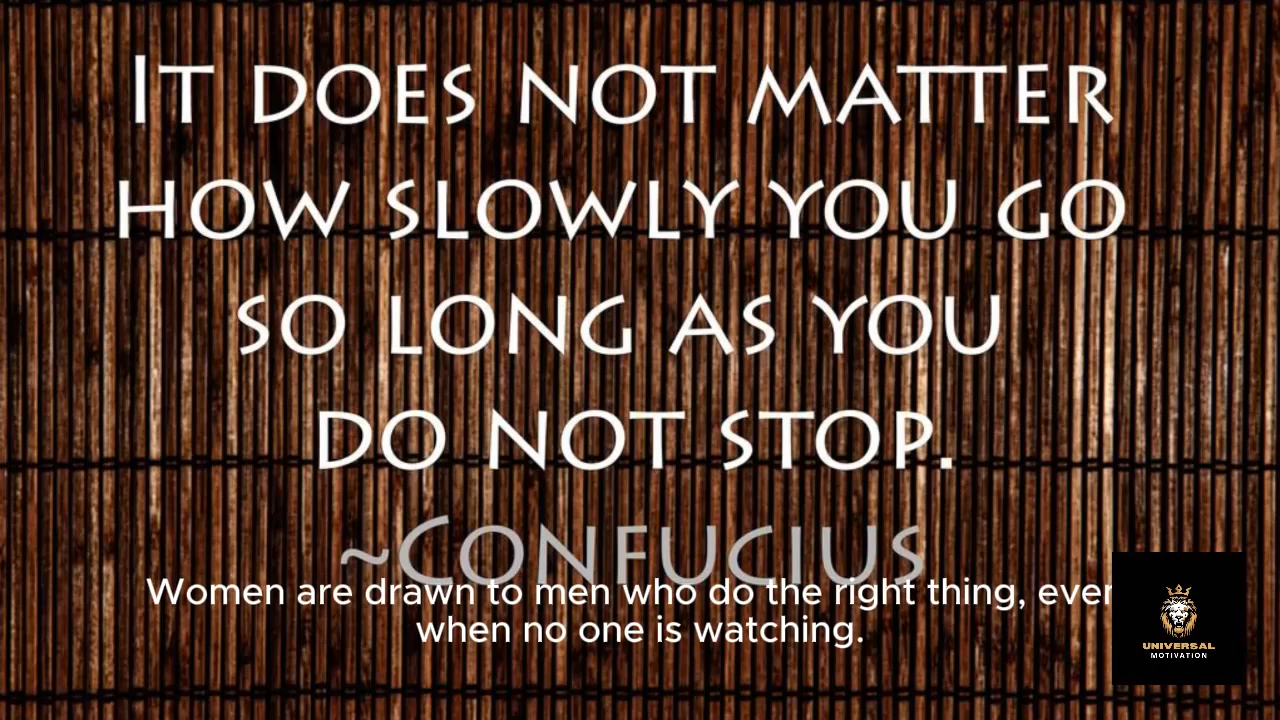 It does not matter
how slowly you go
so long as you
do not stop.
~Confucius
Women are drawn to men who do the right thing, even
when no one is watching.
UNIVERSAL
MOTIVATION